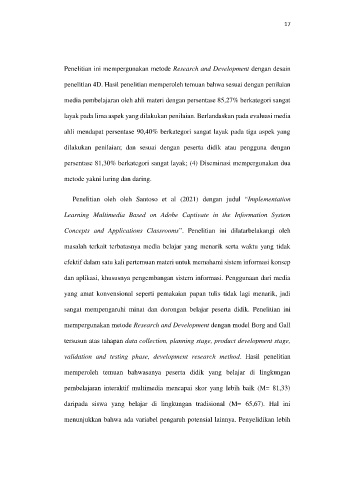 17
Penelitian ini mempergunakan metode Research and Development dengan desain
penelitian 4D. Hasil penelitian memperoleh temuan bahwa sesuai dengan penilaian
media pembelajaran oleh ahli materi dengan persentase 85,27% berkategori sangat
layak pada lima aspek yang dilakukan penilaian. Berlandaskan pada evaluasi media
ahli mendapat persentase 90,40% berkategori sangat layak pada tiga aspek yang
dilakukan penilaian; dan sesuai dengan peserta didik atau pengguna dengan
persentase 81,30% berkategori sangat layak; (4) Diseminasi mempergunakan dua
metode yakni luring dan daring.
Penelitian oleh oleh Santoso et al (2021) dengan judul “Implementation
Learning Multimedia Based on Adobe Captivate in the Information System
Concepts and Applications Classrooms”. Penelitian ini dilatarbelakangi oleh
masalah terkait terbatasnya media belajar yang menarik serta waktu yang tidak
efektif dalam satu kali pertemuan materi untuk memahami sistem informasi konsep
dan aplikasi, khususnya pengembangan sistem informasi. Penggunaan dari media
yang amat konvensional seperti pemakaian papan tulis tidak lagi menarik, jadi
sangat mempengaruhi minat dan dorongan belajar peserta didik. Penelitian ini
mempergunakan metode Research and Development dengan model Borg and Gall
tersusun atas tahapan data collection, planning stage, product development stage,
validation and testing phase, development research method. Hasil penelitian
memperoleh temuan bahwasanya peserta didik yang belajar di lingkungan
pembelajaran interaktif multimedia mencapai skor yang lebih baik (M= 81,33)
daripada siswa yang belajar di lingkungan tradisional (M= 65,67). Hal ini
menunjukkan bahwa ada variabel pengaruh potensial lainnya. Penyelidikan lebih